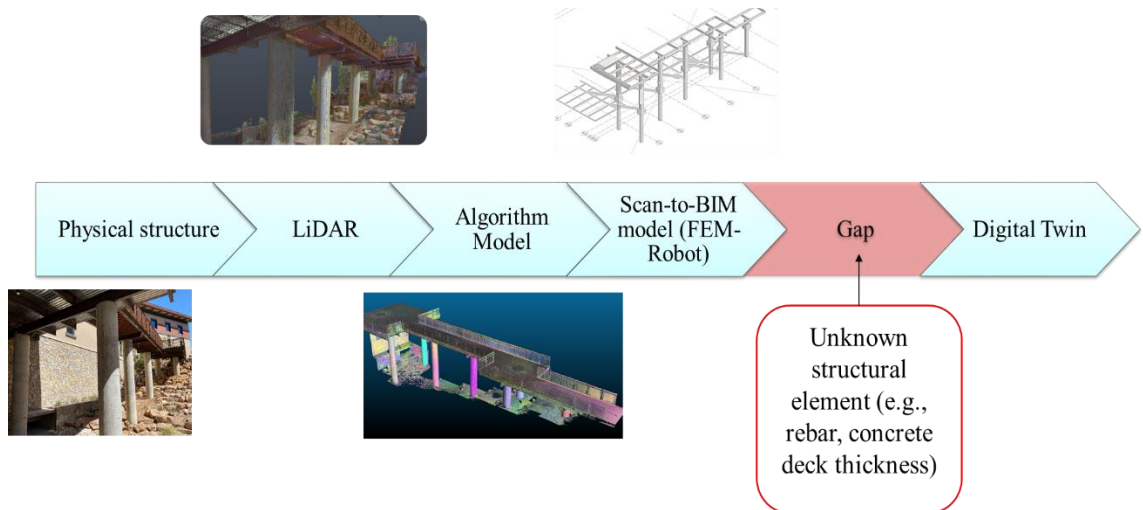 Physical structure
LiDAR
Algorithm
Model
Scan-to-BIM
model (FEM-
Robot)
Gap
Digital Twin
Unknown
structural
element (e.g.,
rebar, concrete
deck thickness)